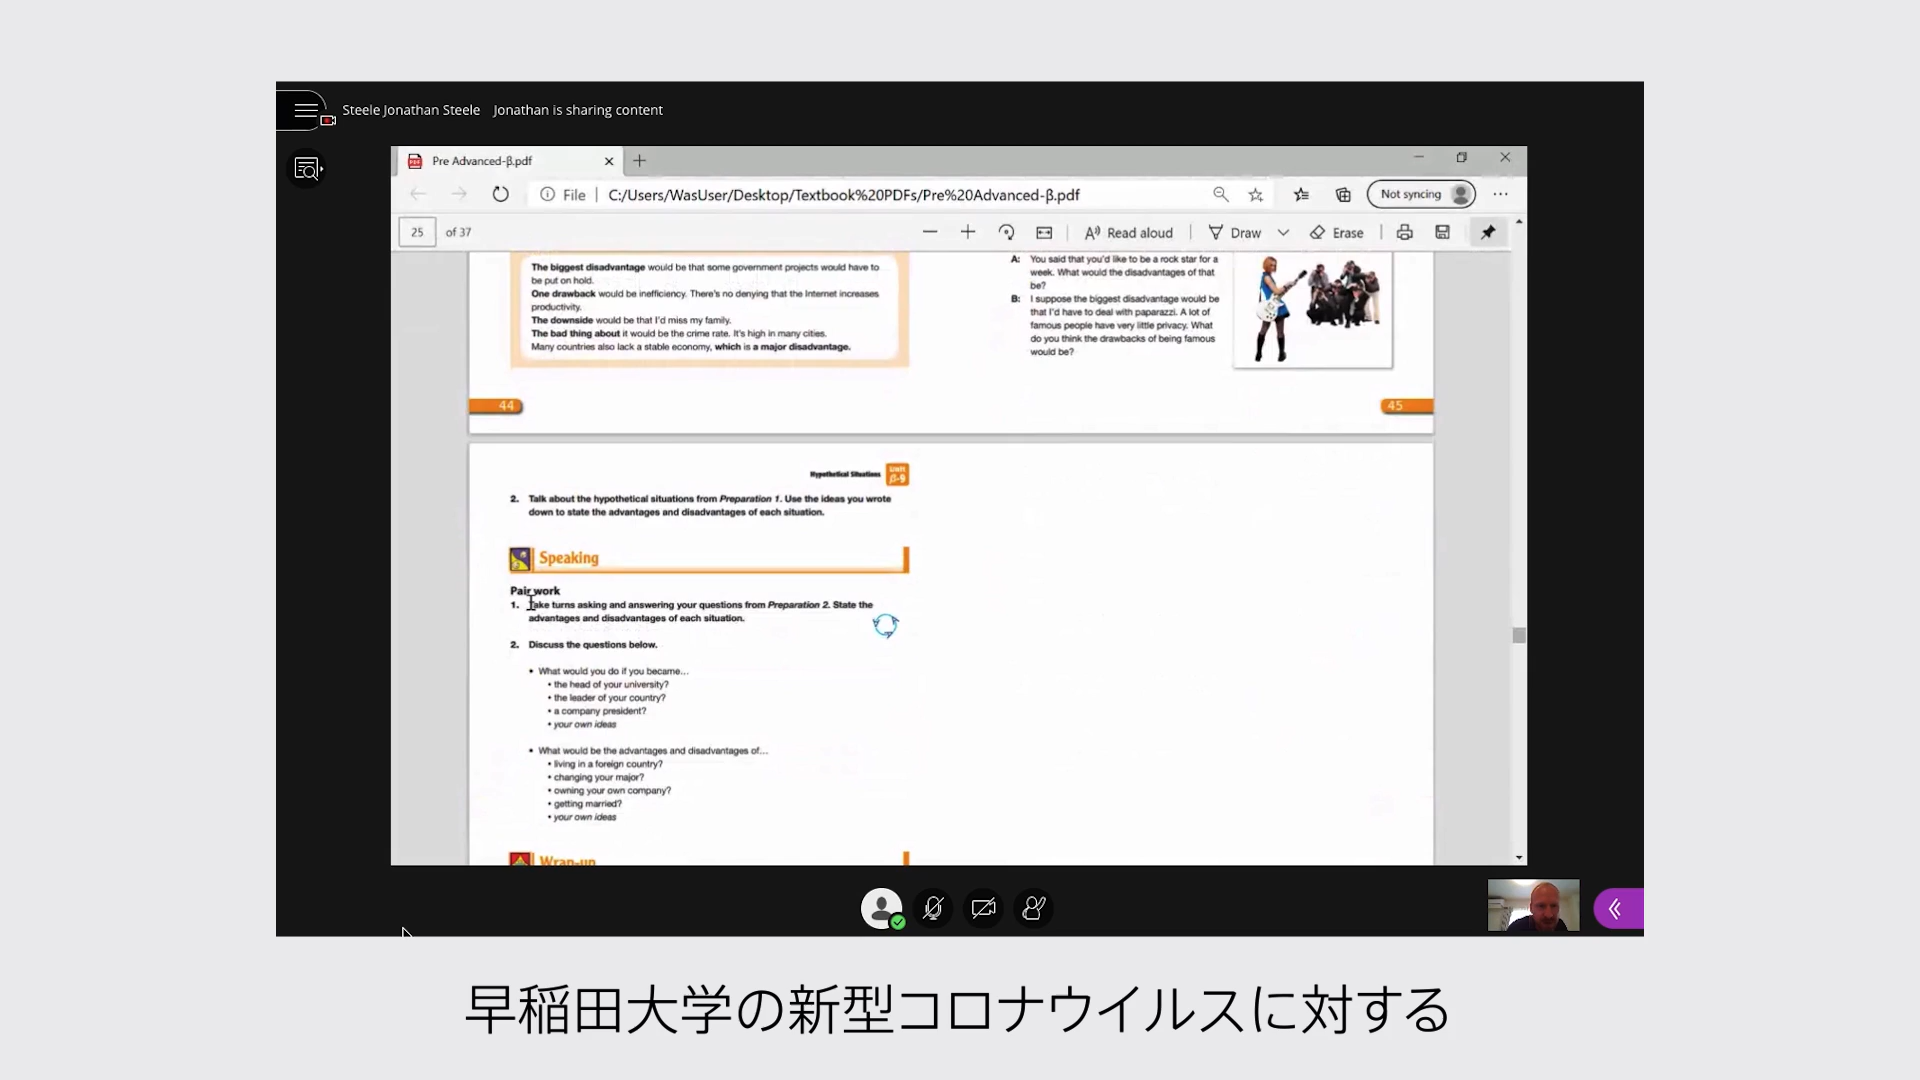 Steele Jonathan Steele Jonathan is sharing content
Pre Advanced-β.pdf
File C:/Users/WasUser/Desktop/Textbook%20PDFs/Pre%20Advanced-β.pdf Not syncing
25 of 37 Read aloud Draw Erase
The biggest disadvantage would be that some government projects would have to
be put on hold.
One drawback would be inefficiency. There's no denying that the Internet increases
productivity.
The downside would be that I'd miss my family.
The bad thing about it would be the crime rate. It's high in many cities.
Many countries also lack a stable economy, which is a major disadvantage.
44
A: You said that you'd like to be a rock star for a
week. What would the disadvantages of that
be?
B: I suppose the biggest disadvantage would be
that I'd have to deal with paparazzi. A lot of
famous people have very little privacy. What
do you think the drawbacks of being famous
would be?
45
Hypothetical Situations Unit β-9
2. Talk about the hypothetical situations from Preparation 1. Use the ideas you wrote
down to state the advantages and disadvantages of each situation.
Speaking
Pair work
1. Take turns asking and answering your questions from Preparation 2. State the
advantages and disadvantages of each situation.
2. Discuss the questions below.
• What would you do if you became...
• the head of your university?
• the leader of your country?
• a company president?
• your own ideas
• What would be the advantages and disadvantages of...
• living in a foreign country?
• changing your major?
• owning your own company?
• getting married?
• your own ideas
Wrap-up
早稲田大学の新型コロナウイルスに対する